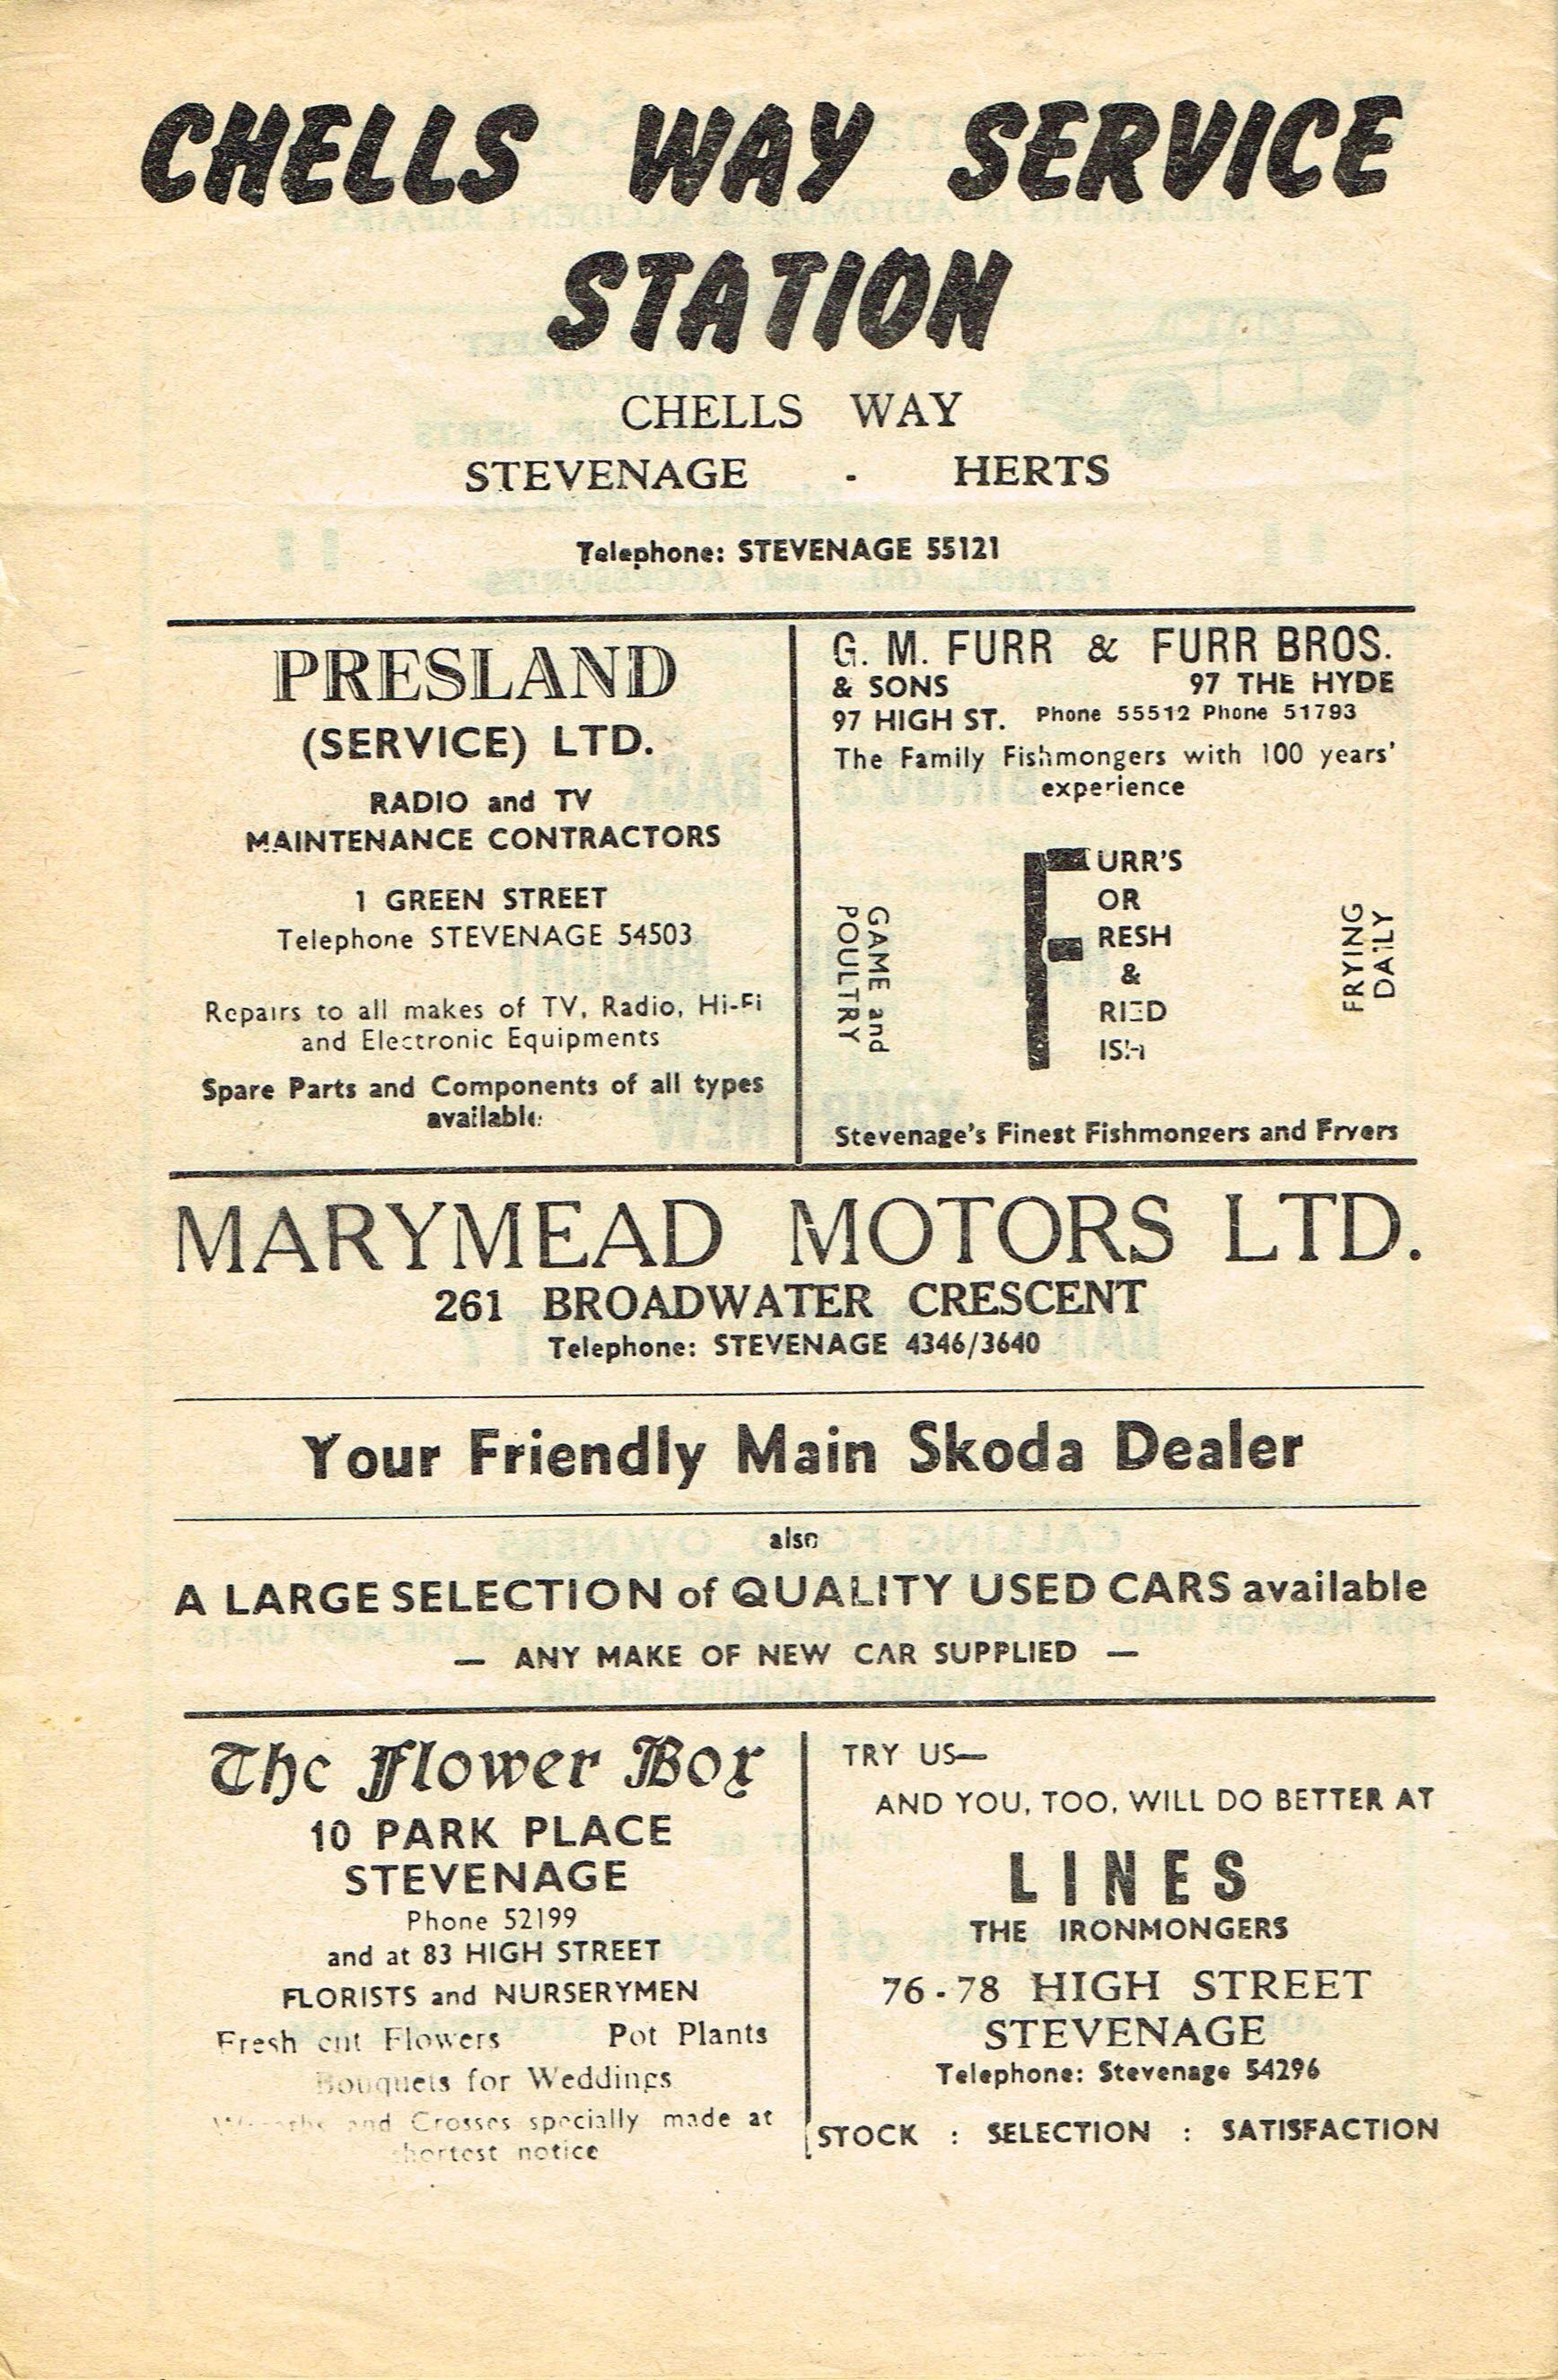 CHELLS WAY SERVICE
STATION
CHELLS WAY
STEVENAGE - HERTS
Telephone: STEVENAGE 55121
PRESLAND
(SERVICE) LTD.
RADIO and TV
MAINTENANCE CONTRACTORS
1 GREEN STREET
Telephone STEVENAGE 54503
Repairs to all makes of TV, Radio, Hi-Fi
and Electronic Equipments
Spare Parts and Components of all types
available
G. M. FURR & FURR BROS.
& SONS 97 THE HYDE
97 HIGH ST. Phone 55512 Phone 51793
The Family Fishmongers with 100 years'
experience
GAME and
POULTRY
FURR'S
OR
RESH
&
RIED
ISH
FRYING
DAILY
Stevenage's Finest Fishmongers and Fryers
MARYMEAD MOTORS LTD.
261 BROADWATER CRESCENT
Telephone: STEVENAGE 4346/3640
Your Friendly Main Skoda Dealer
also
A LARGE SELECTION of QUALITY USED CARS available
— ANY MAKE OF NEW CAR SUPPLIED —
The Flower Box
10 PARK PLACE
STEVENAGE
Phone 52199
and at 83 HIGH STREET
FLORISTS and NURSERYMEN
Fresh cut Flowers Pot Plants
Bouquets for Weddings
Wreaths and Crosses specially made at
shortest notice
TRY US—
AND YOU, TOO, WILL DO BETTER AT
LINES
THE IRONMONGERS
76-78 HIGH STREET
STEVENAGE
Telephone: Stevenage 54296
STOCK : SELECTION : SATISFACTION